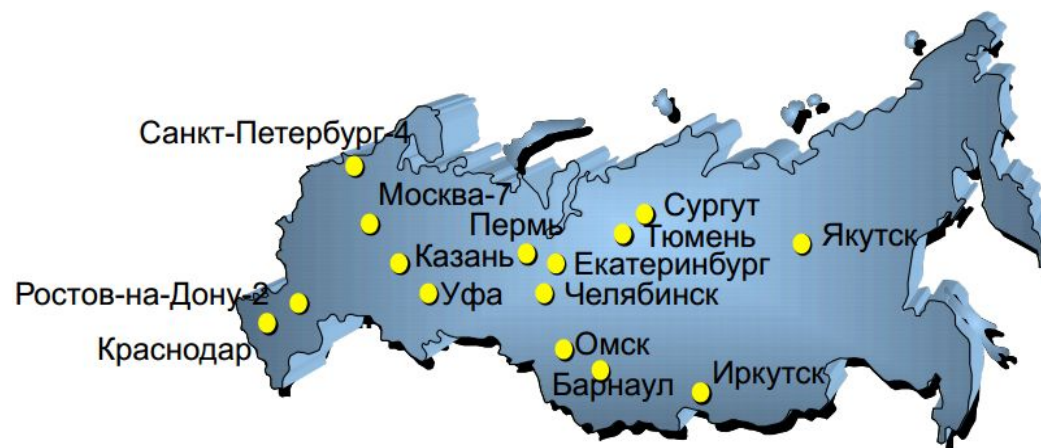 Санкт-Петербург-4
Москва-7
Сургут
Пермь
Тюмень
Якутск
Казань
Екатеринбург
Ростов-на-Дону-2
Уфа
Челябинск
Краснодар
Омск
Барнаул
Иркутск